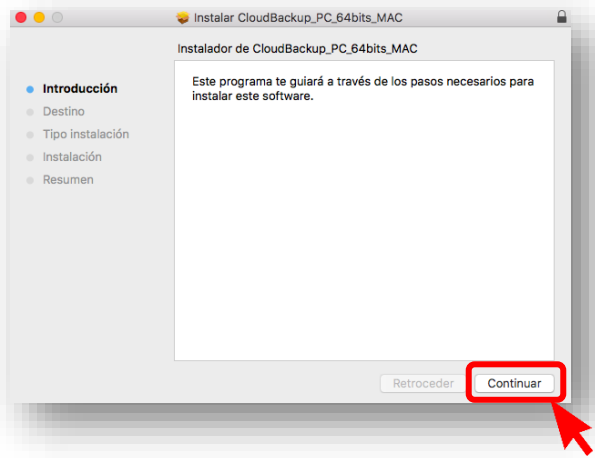 Instalar CloudBackup_PC_64bits_MAC
Instalador de CloudBackup_PC_64bits_MAC
Introducción
Destino
Tipo instalación
Instalación
Resumen
Este programa te guiará a través de los pasos necesarios para
instalar este software.
Retroceder
Continuar